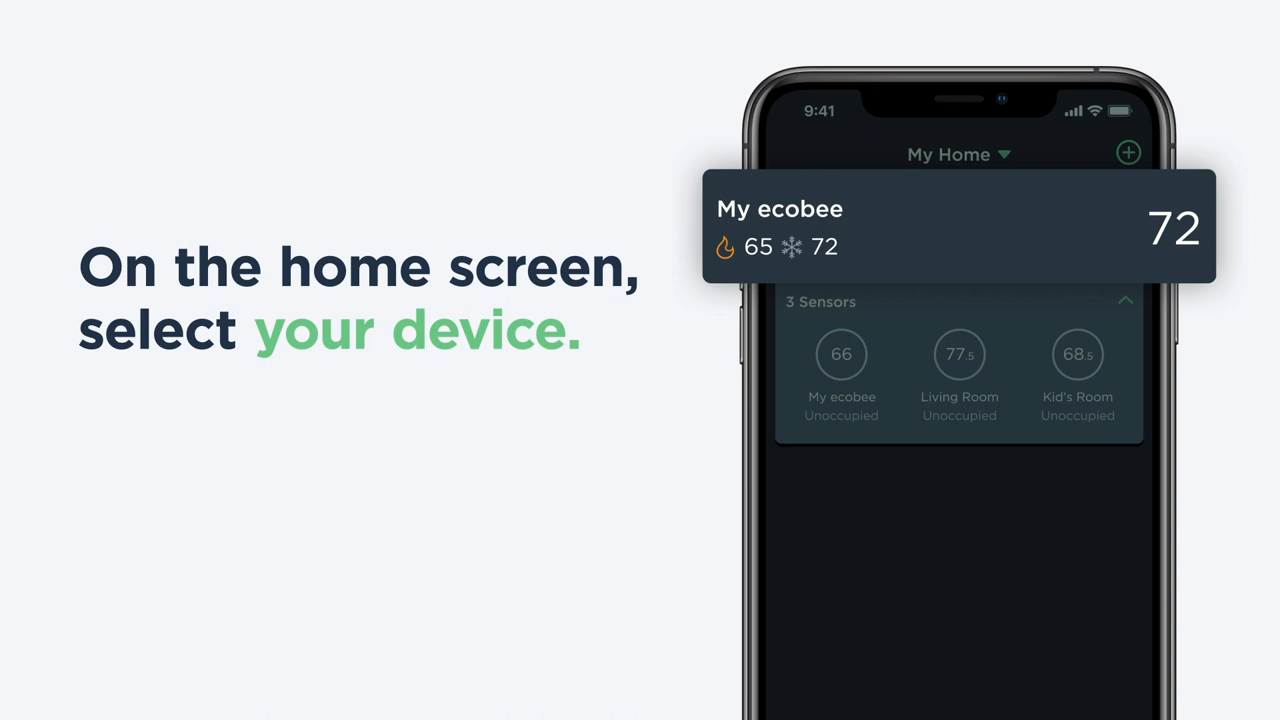 On the home screen,
select your device.
9:41
My Home
My ecobee
65 72
72
3 Sensors
66 77.5 68.5
My ecobee Living Room Kid's Room
Unoccupied Unoccupied Unoccupied